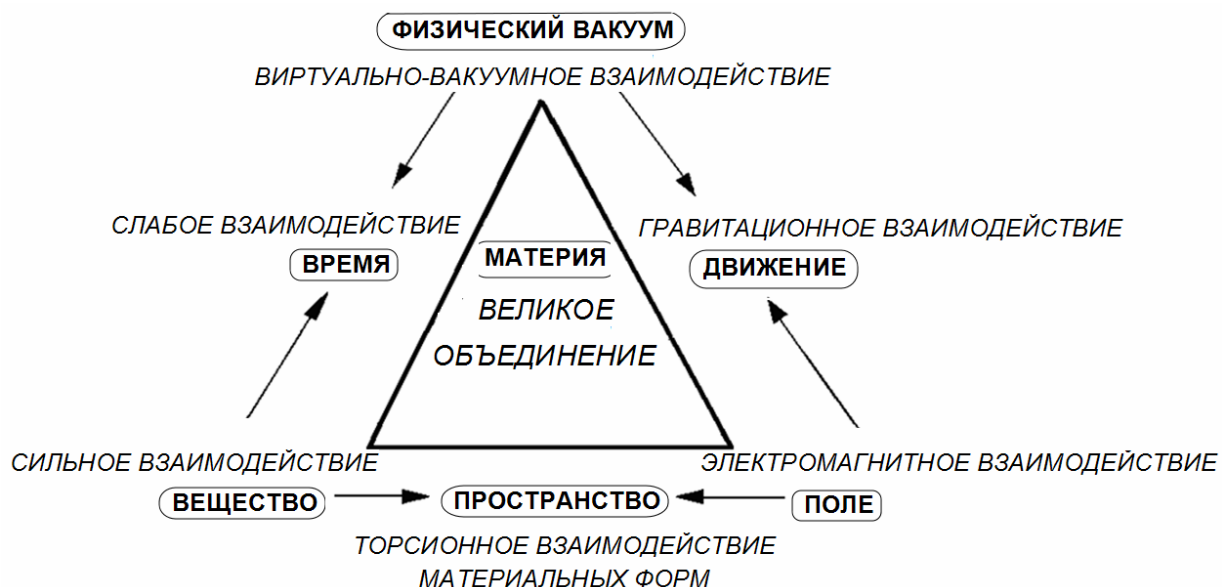 ФИЗИЧЕСКИЙ ВАКУУМ
ВИРТУАЛЬНО-ВАКУУМНОЕ ВЗАИМОДЕЙСТВИЕ
СЛАБОЕ ВЗАИМОДЕЙСТВИЕ
ВРЕМЯ
МАТЕРИЯ
ВЕЛИКОЕ
ОБЪЕДИНЕНИЕ
ГРАВИТАЦИОННОЕ ВЗАИМОДЕЙСТВИЕ
ДВИЖЕНИЕ
СИЛЬНОЕ ВЗАИМОДЕЙСТВИЕ
ВЕЩЕСТВО
ПРОСТРАНСТВО
ЭЛЕКТРОМАГНИТНОЕ ВЗАИМОДЕЙСТВИЕ
ПОЛЕ
ТОРСИОННОЕ ВЗАИМОДЕЙСТВИЕ
МАТЕРИАЛЬНЫХ ФОРМ